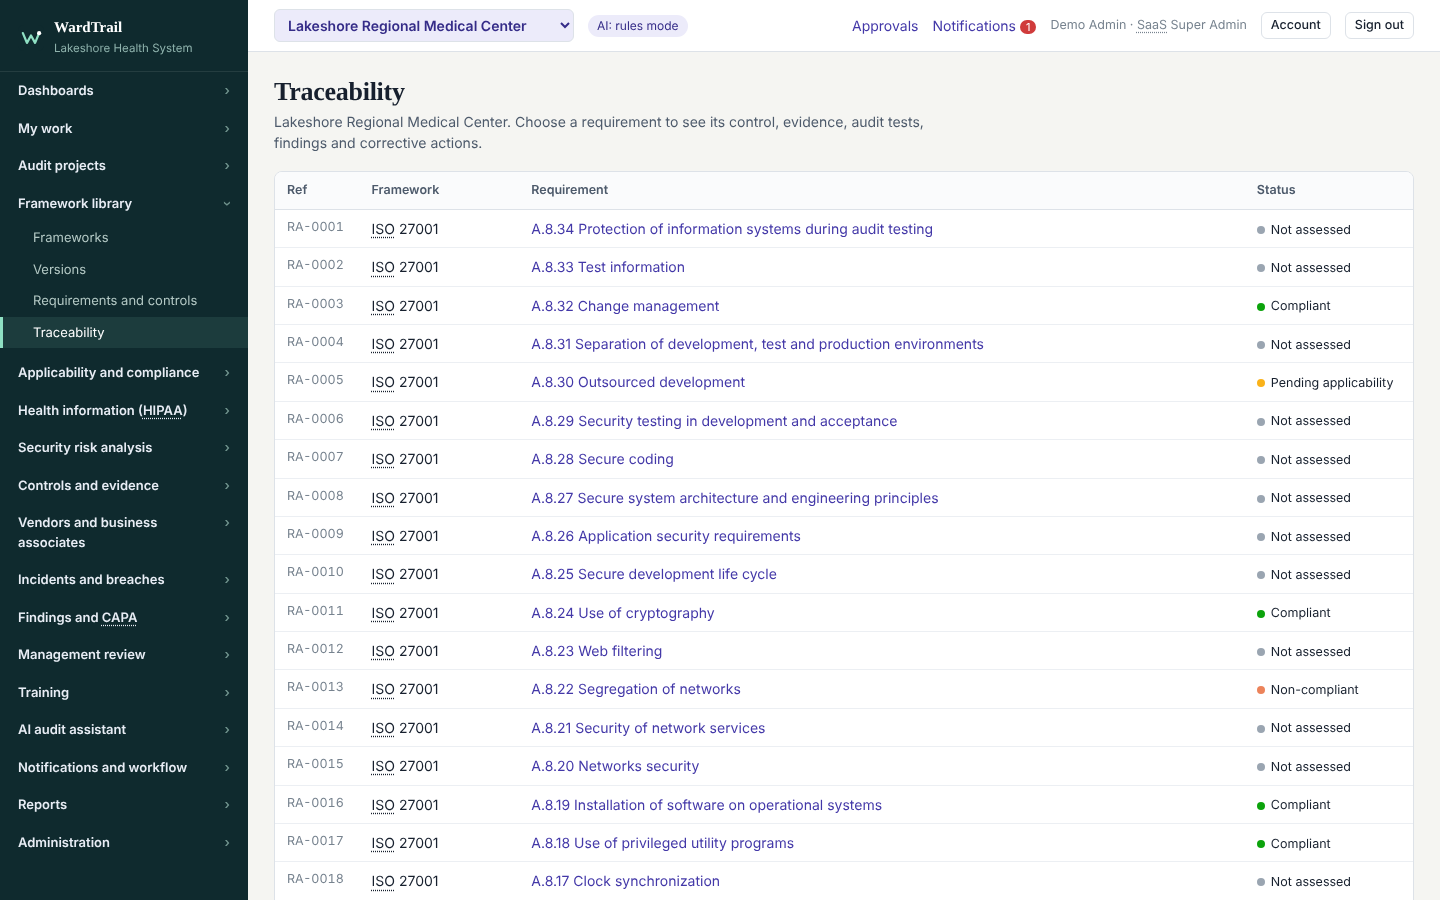 WardTrail
Lakeshore Health System
Dashboards
My work
Audit projects
Framework library
Frameworks
Versions
Requirements and controls
Traceability
Applicability and compliance
Health information (HIPAA)
Security risk analysis
Controls and evidence
Vendors and business
associates
Incidents and breaches
Findings and CAPA
Management review
Training
AI audit assistant
Notifications and workflow
Reports
Administration
Lakeshore Regional Medical Center AI: rules mode Approvals Notifications 1 Demo Admin · SaaS Super Admin Account Sign out
Traceability
Lakeshore Regional Medical Center. Choose a requirement to see its control, evidence, audit tests,
findings and corrective actions.
Ref Framework Requirement Status
RA-0001 ISO 27001 A.8.34 Protection of information systems during audit testing Not assessed
RA-0002 ISO 27001 A.8.33 Test information Not assessed
RA-0003 ISO 27001 A.8.32 Change management Compliant
RA-0004 ISO 27001 A.8.31 Separation of development, test and production environments Not assessed
RA-0005 ISO 27001 A.8.30 Outsourced development Pending applicability
RA-0006 ISO 27001 A.8.29 Security testing in development and acceptance Not assessed
RA-0007 ISO 27001 A.8.28 Secure coding Not assessed
RA-0008 ISO 27001 A.8.27 Secure system architecture and engineering principles Not assessed
RA-0009 ISO 27001 A.8.26 Application security requirements Not assessed
RA-0010 ISO 27001 A.8.25 Secure development life cycle Not assessed
RA-0011 ISO 27001 A.8.24 Use of cryptography Compliant
RA-0012 ISO 27001 A.8.23 Web filtering Not assessed
RA-0013 ISO 27001 A.8.22 Segregation of networks Non-compliant
RA-0014 ISO 27001 A.8.21 Security of network services Not assessed
RA-0015 ISO 27001 A.8.20 Networks security Not assessed
RA-0016 ISO 27001 A.8.19 Installation of software on operational systems Compliant
RA-0017 ISO 27001 A.8.18 Use of privileged utility programs Compliant
RA-0018 ISO 27001 A.8.17 Clock synchronization Not assessed